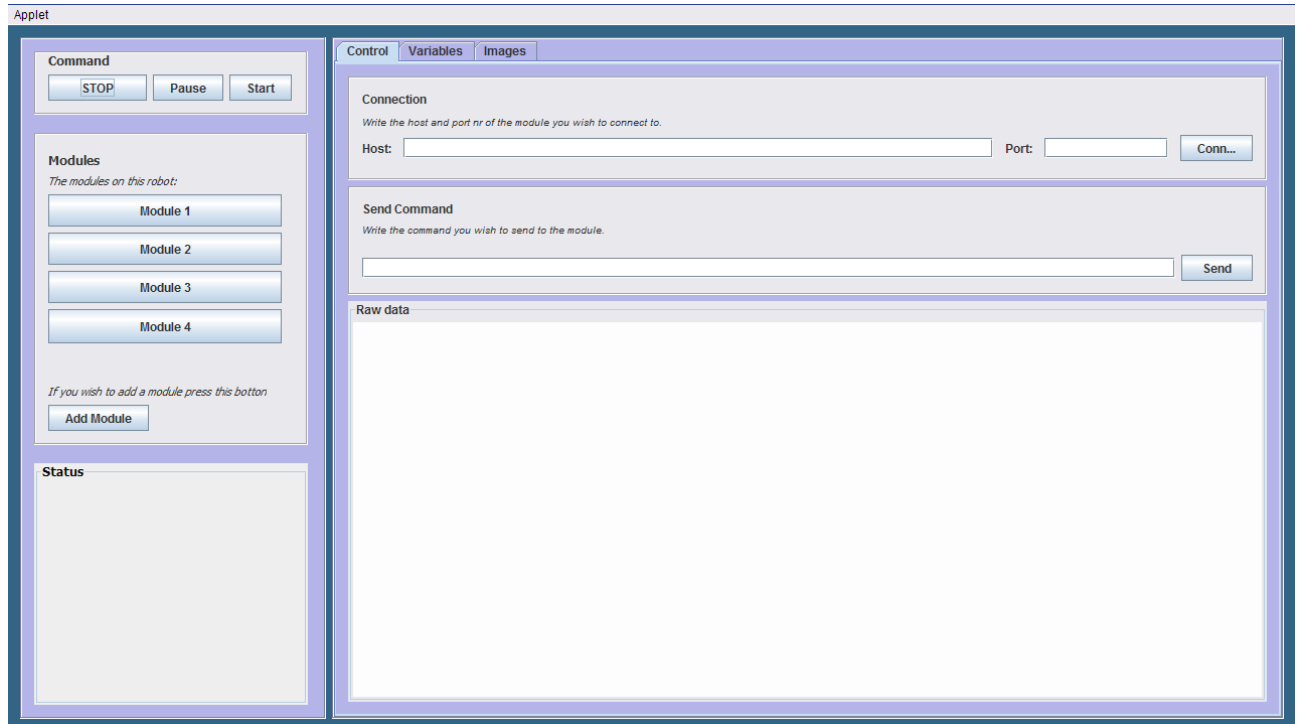 Applet
Command
STOP Pause Start
Modules
The modules on this robot:
Module 1
Module 2
Module 3
Module 4
If you wish to add a module press this botton
Add Module
Status
Control Variables Images
Connection
Write the host and port nr of the module you wish to connect to.
Host: Port: Conn...
Send Command
Write the command you wish to send to the module.
Send
Raw data